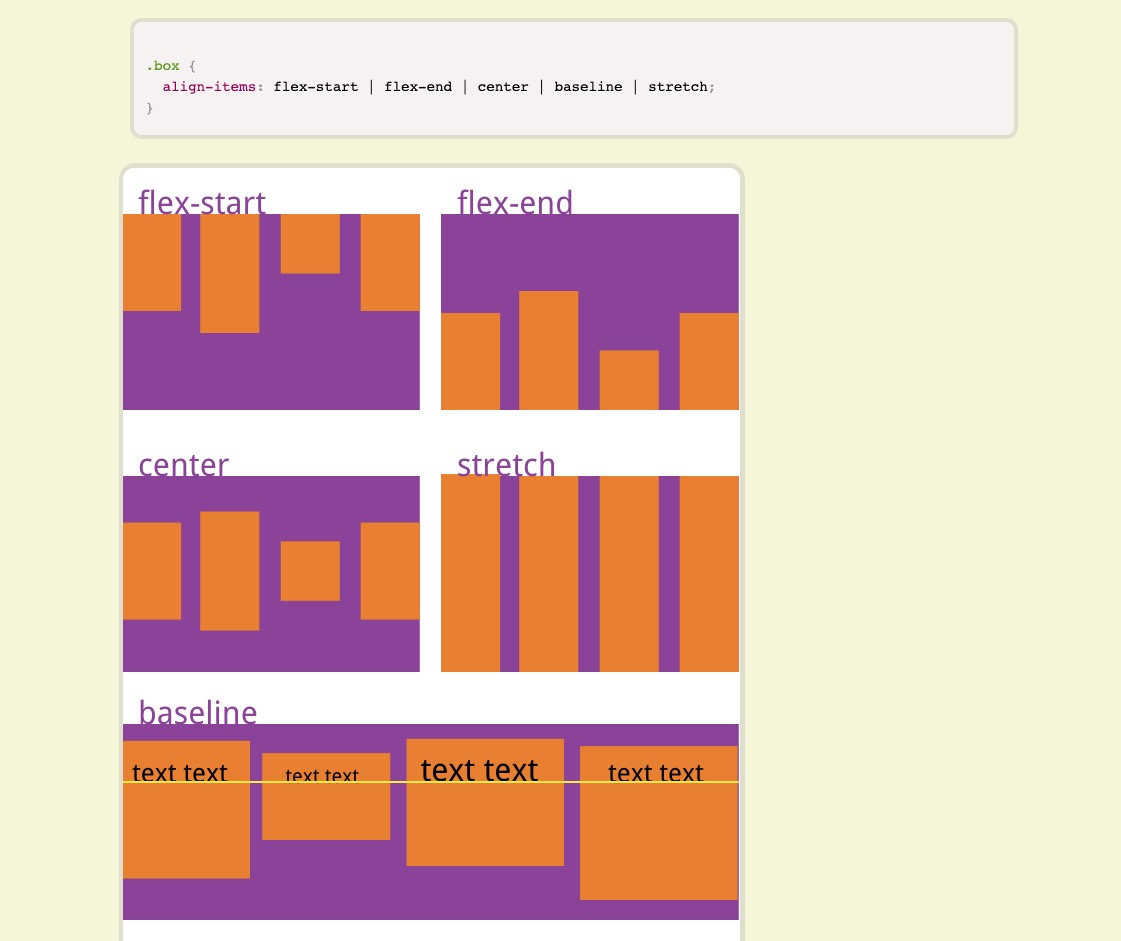 .box {
  align-items: flex-start | flex-end | center | baseline | stretch;
}
flex-start
flex-end
center
stretch
baseline
text text
text text
text text
text text